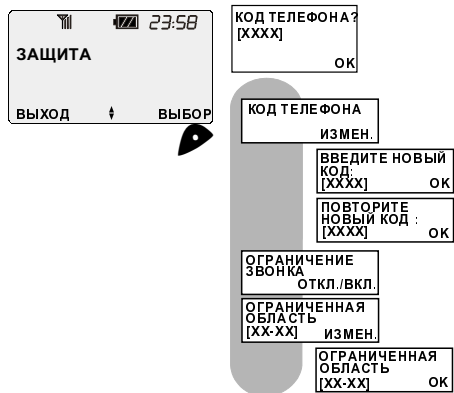 23:58
ЗАЩИТА
ВЫХОД ВЫБОР
КОД ТЕЛЕФОНА?
[XXXX]
OK
КОД ТЕЛЕФОНА
ИЗМЕН.
ВВЕДИТЕ НОВЫЙ
КОД:
[XXXX] OK
ПОВТОРИТЕ
НОВЫЙ КОД :
[XXXX] OK
ОГРАНИЧЕНИЕ
ЗВОНКА
ОТКЛ./ВКЛ.
ОГРАНИЧЕННАЯ
ОБЛАСТЬ
[XX-XX] ИЗМЕН.
ОГРАНИЧЕННАЯ
ОБЛАСТЬ
[XX-XX] OK